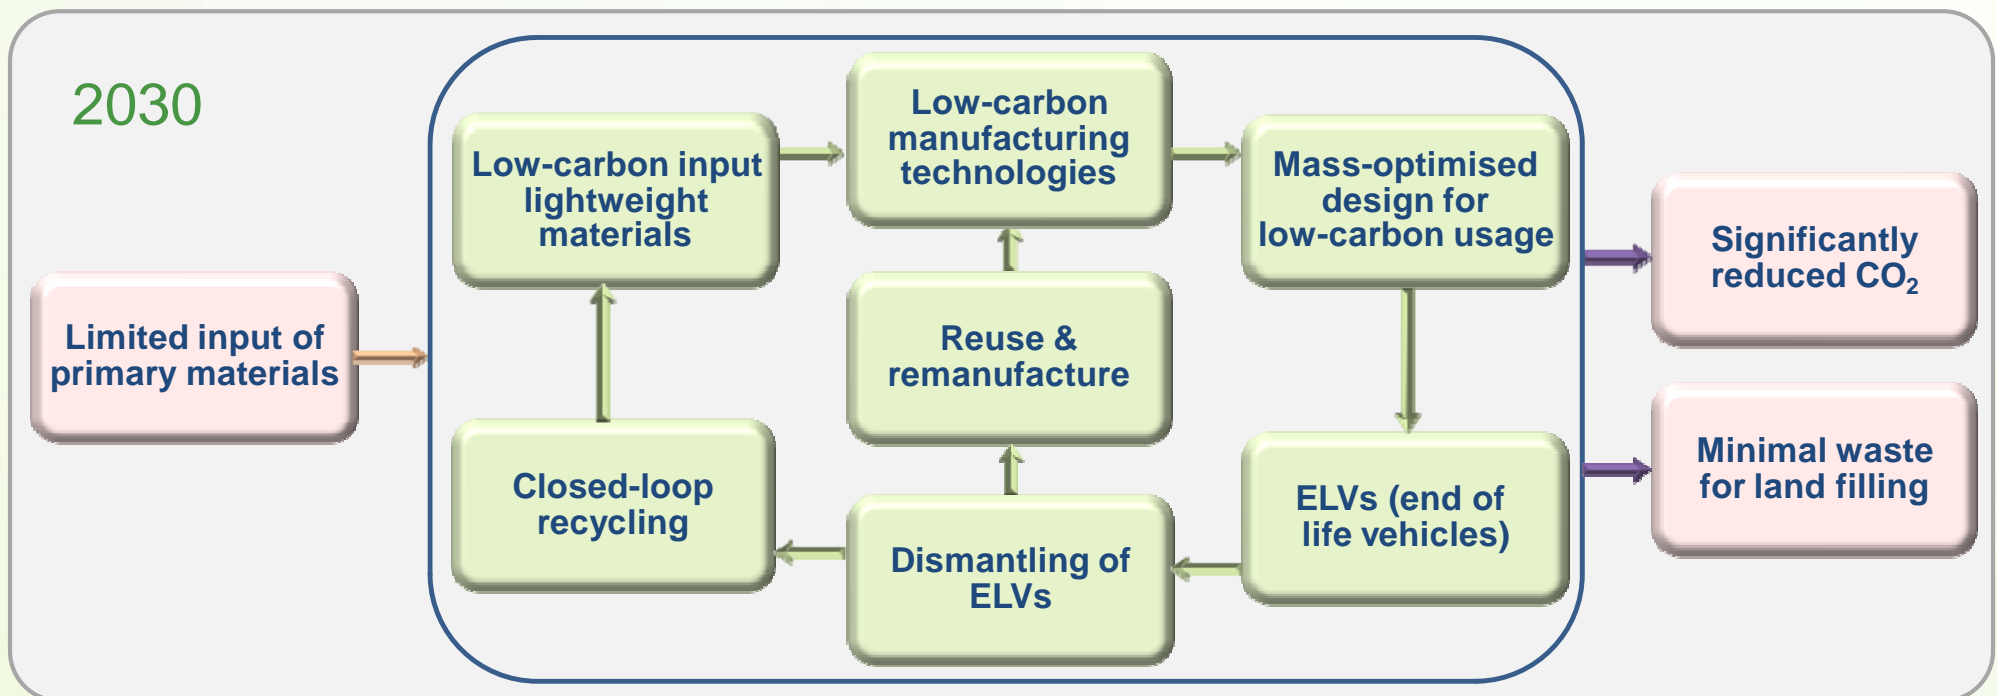 2030
Limited input of
primary materials
Low-carbon input
lightweight
materials
Low-carbon
manufacturing
technologies
Mass-optimised
design for
low-carbon usage
Reuse &
remanufacture
Closed-loop
recycling
Dismantling of
ELVs
ELVs (end of
life vehicles)
Significantly
reduced CO₂
Minimal waste
for land filling